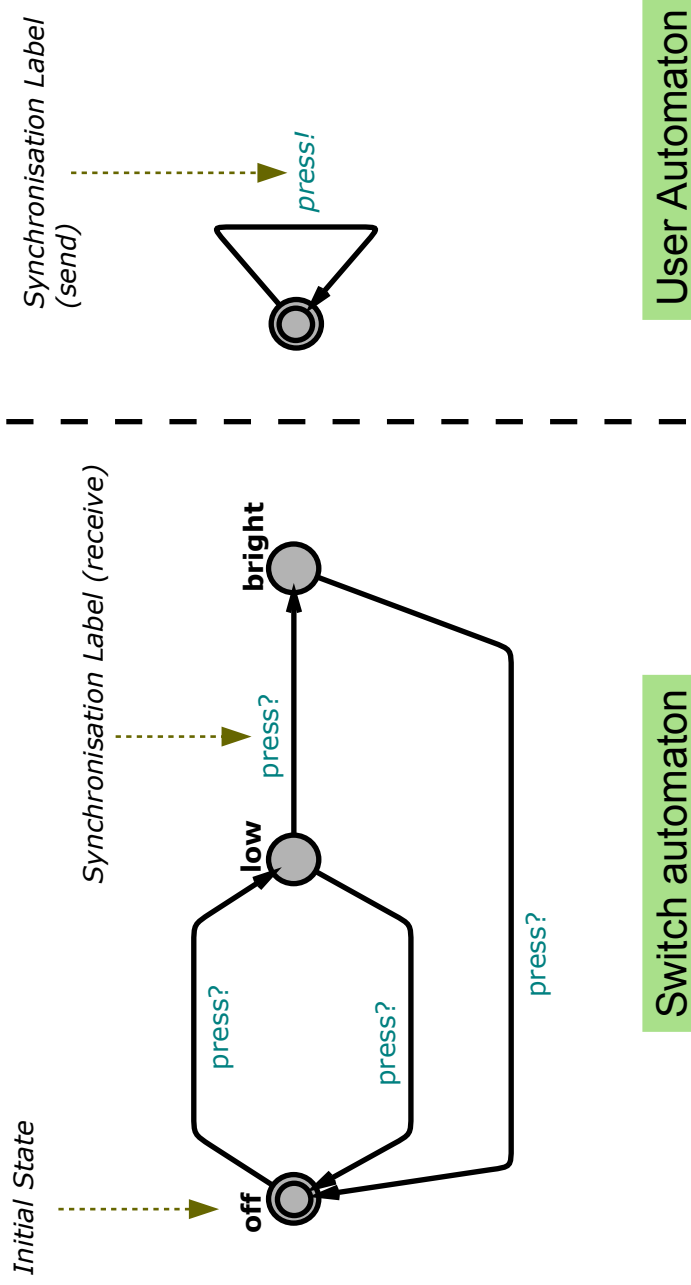 Initial State
Synchronisation Label (receive)
Synchronisation Label
(send)
press?
off
low
press?
bright
press!
press?
press?
Switch automaton
User Automaton